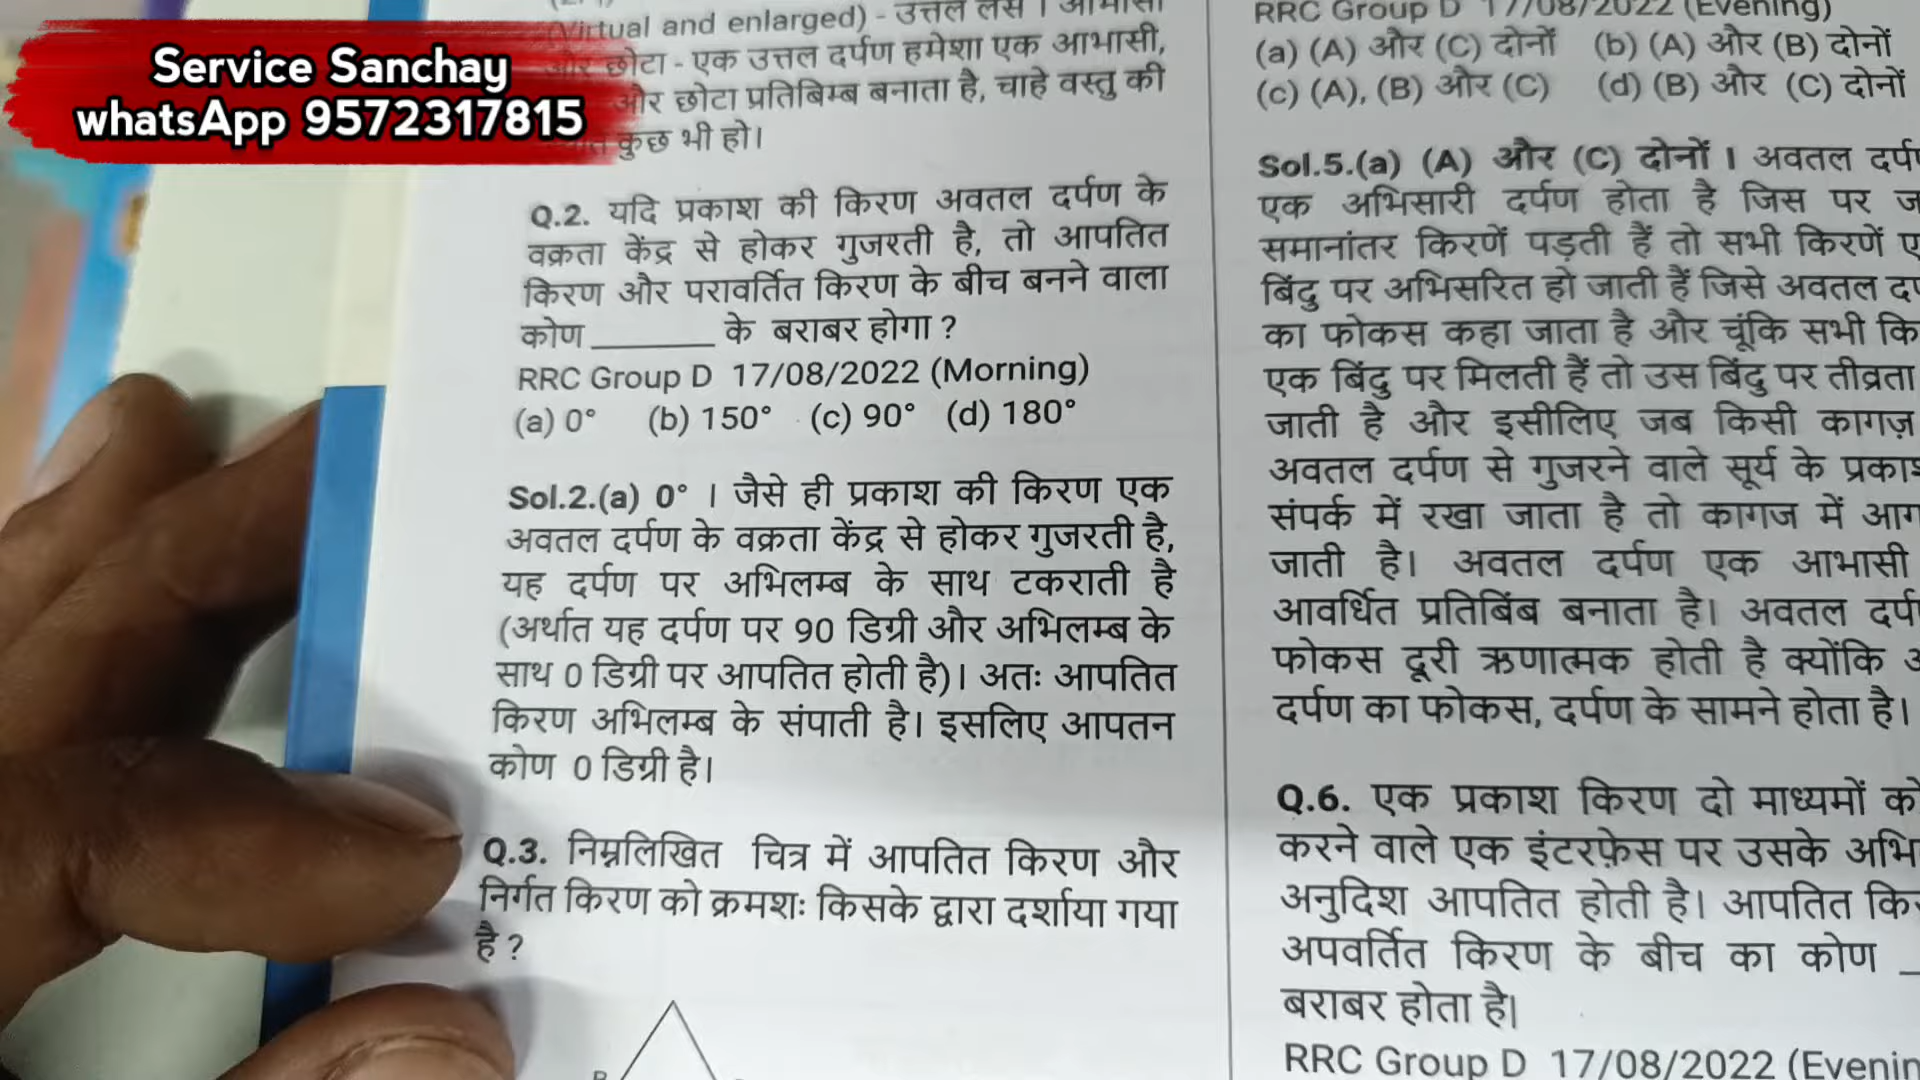 Service Sanchay
whatsApp 9572317815
(Virtual and enlarged) - उत्तल लेंस । आभासी
और छोटा - एक उत्तल दर्पण हमेशा एक आभासी,
और छोटा प्रतिबिम्ब बनाता है, चाहे वस्तु की
कुछ भी हो।
Q.2. यदि प्रकाश की किरण अवतल दर्पण के
वक्रता केंद्र से होकर गुजरती है, तो आपतित
किरण और परावर्तित किरण के बीच बनने वाला
कोण _______ के बराबर होगा ?
RRC Group D 17/08/2022 (Morning)
(a) 0° (b) 150° (c) 90° (d) 180°
Sol.2.(a) 0° । जैसे ही प्रकाश की किरण एक
अवतल दर्पण के वक्रता केंद्र से होकर गुजरती है,
यह दर्पण पर अभिलम्ब के साथ टकराती है
(अर्थात यह दर्पण पर 90 डिग्री और अभिलम्ब के
साथ 0 डिग्री पर आपतित होती है)। अतः आपतित
किरण अभिलम्ब के संपाती है। इसलिए आपतन
कोण 0 डिग्री है।
Q.3. निम्नलिखित चित्र में आपतित किरण और
निर्गत किरण को क्रमशः किसके द्वारा दर्शाया गया
है ?
RRC Group D 17/08/2022 (Evening)
(a) (A) और (C) दोनों (b) (A) और (B) दोनों
(c) (A), (B) और (C) (d) (B) और (C) दोनों
Sol.5.(a) (A) और (C) दोनों । अवतल
एक अभिसारी दर्पण होता है जिस पर
समानांतर किरणें पड़ती हैं तो सभी किरणें
बिंदु पर अभिसरित हो जाती हैं जिसे अवतल
का फोकस कहा जाता है और चूंकि सभी
एक बिंदु पर मिलती हैं तो उस बिंदु पर तीव्रता
जाती है और इसीलिए जब किसी कागज़
अवतल दर्पण से गुजरने वाले सूर्य के
संपर्क में रखा जाता है तो कागज में
जाती है। अवतल दर्पण एक आभासी
आवर्धित प्रतिबिंब बनाता है। अवतल
फोकस दूरी ऋणात्मक होती है क्योंकि
दर्पण का फोकस, दर्पण के सामने होता है।
Q.6. एक प्रकाश किरण दो माध्यमों को
करने वाले एक इंटरफ़ेस पर उसके
अनुदिश आपतित होती है। आपतित
अपवर्तित किरण के बीच का कोण _
बराबर होता है।
RRC Group D 17/08/2022